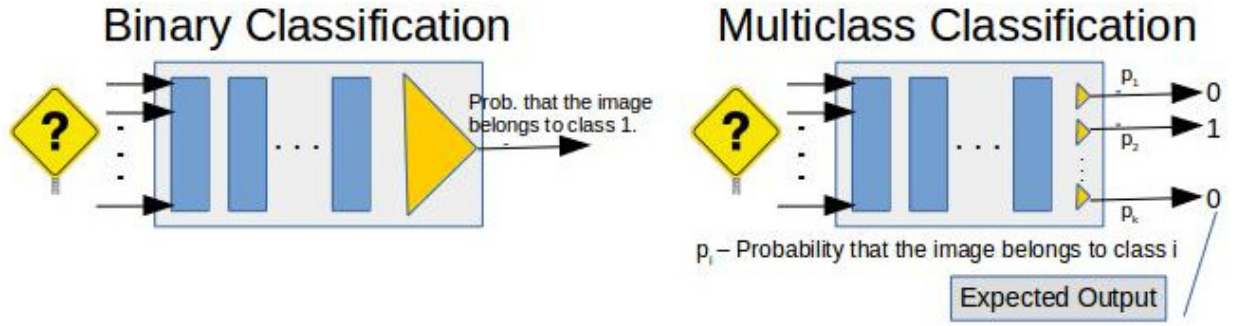 Binary Classification
?
. . .
Prob. that the image
belongs to class 1.
Multiclass Classification
?
. . .
p1
0
p2
1
pk
0
pi – Probability that the image belongs to class i
Expected Output